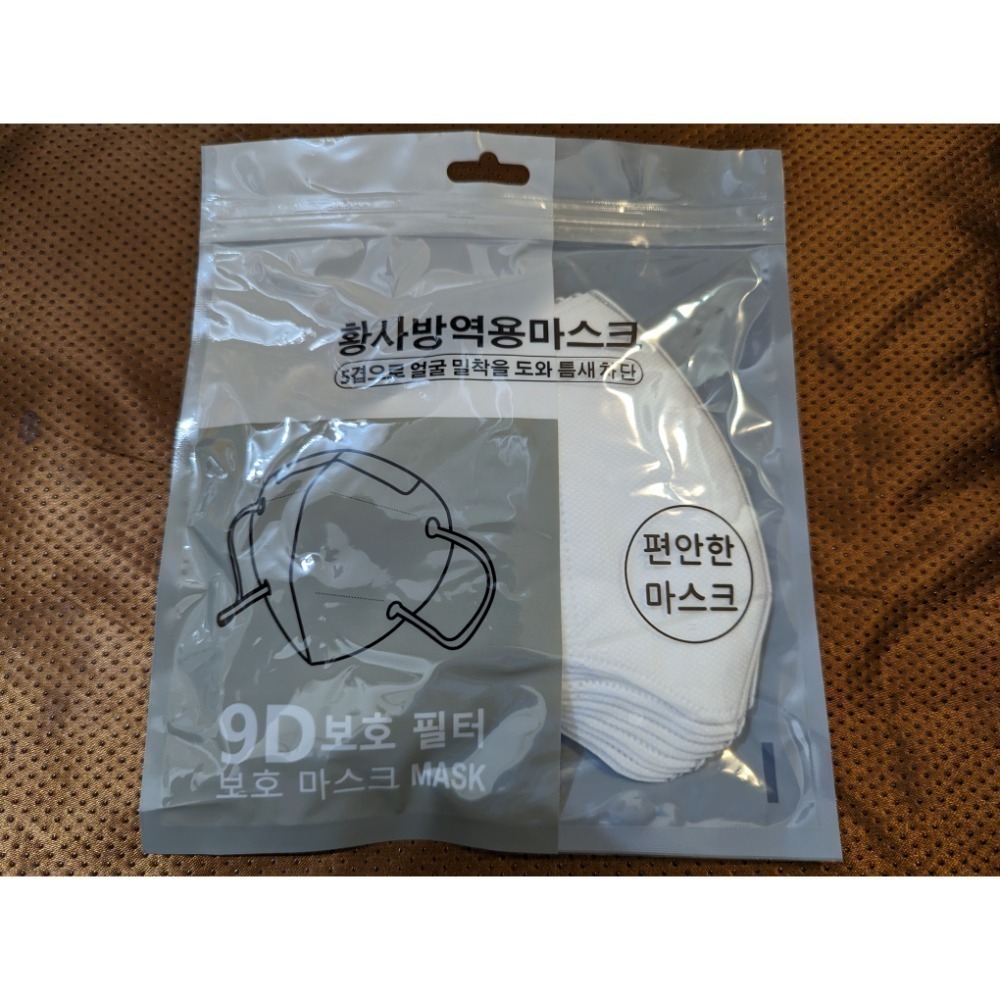 황사방역용마스크
5겹으로 얼굴 밀착을 도와 틈새 차단
편안한
마스크
9D 보호 필터
보호 마스크 MASK